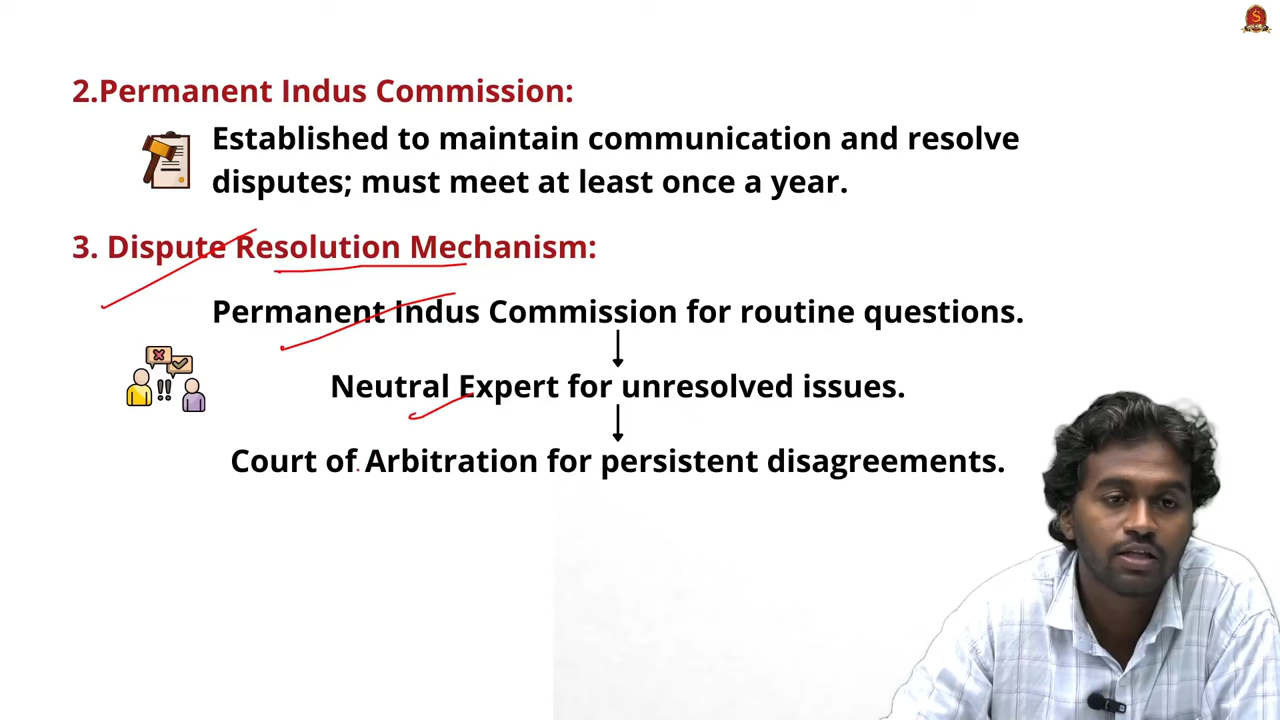 2.Permanent Indus Commission:
Established to maintain communication and resolve
disputes; must meet at least once a year.
3. Dispute Resolution Mechanism:
Permanent Indus Commission for routine questions.
Neutral Expert for unresolved issues.
Court of Arbitration for persistent disagreements.